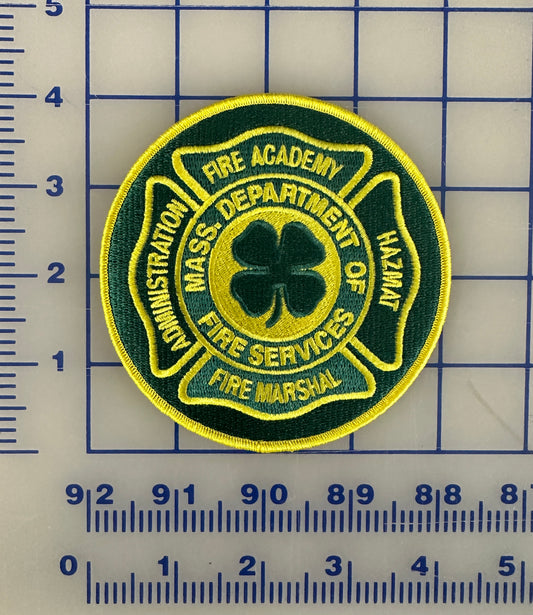 5
4
3
2
1
FIRE ACADEMY
ADMINISTRATION
HAZMAT
MASS. DEPARTMENT OF
FIRE SERVICES
FIRE MARSHAL
92 91 90 89 88
0 1 2 3 4 5